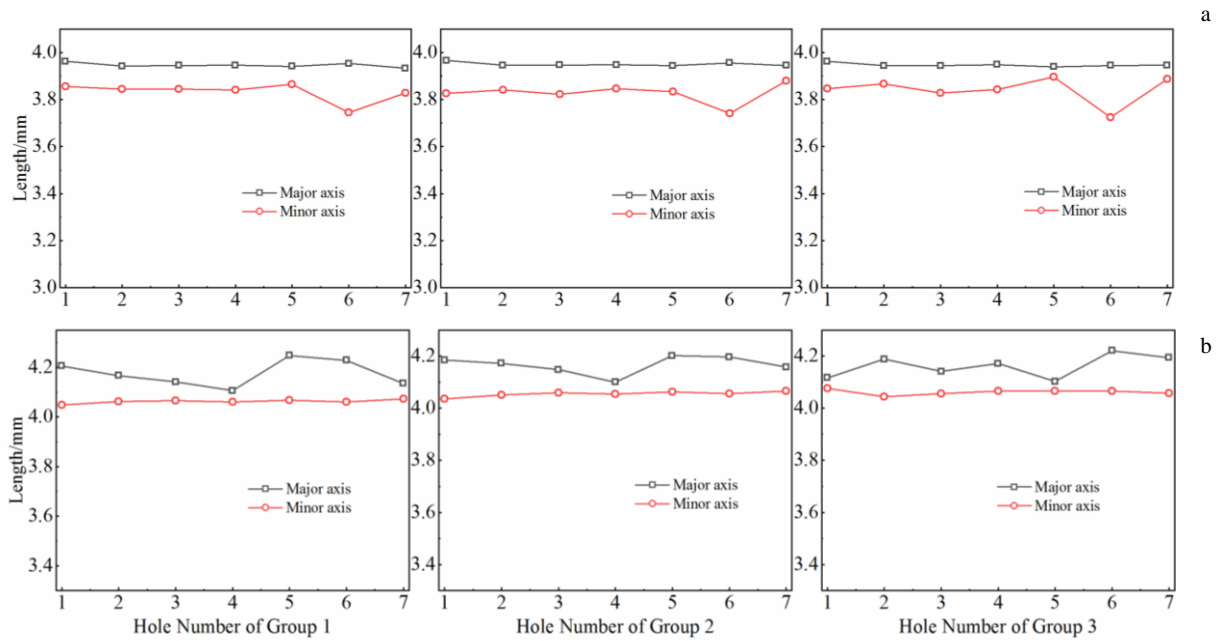 a
Length/mm
4.0
3.8
3.6
3.4
3.2
3.0
Major axis
Minor axis
1 2 3 4 5 6 7
4.0
3.8
3.6
3.4
3.2
3.0
Major axis
Minor axis
1 2 3 4 5 6 7
4.0
3.8
3.6
3.4
3.2
3.0
Major axis
Minor axis
1 2 3 4 5 6 7
b
Length/mm
4.2
4.0
3.8
3.6
3.4
Major axis
Minor axis
1 2 3 4 5 6 7
Hole Number of Group 1
4.2
4.0
3.8
3.6
3.4
Major axis
Minor axis
1 2 3 4 5 6 7
Hole Number of Group 2
4.2
4.0
3.8
3.6
3.4
Major axis
Minor axis
1 2 3 4 5 6 7
Hole Number of Group 3